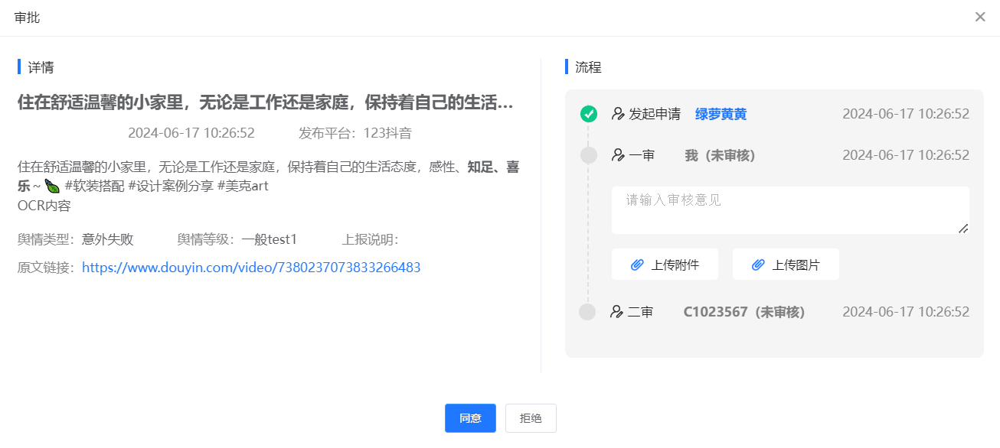 审批
详情
住在舒适温馨的小家里，无论是工作还是家庭，保持着自己的生活...
2024-06-17 10:26:52 发布平台：123抖音
住在舒适温馨的小家里，无论是工作还是家庭，保持着自己的生活态度，感性、知足、喜
乐~ #软装搭配 #设计案例分享 #美克art
OCR内容
舆情类型：意外失败 舆情等级：一般test1 上报说明：
原文链接：https://www.douyin.com/video/7380237073833266483
流程
发起申请 绿萝黄黄 2024-06-17 10:26:52
一审 我（未审核） 2024-06-17 10:26:52
请输入审核意见
上传附件 上传图片
二审 C1023567（未审核） 2024-06-17 10:26:52
同意 拒绝